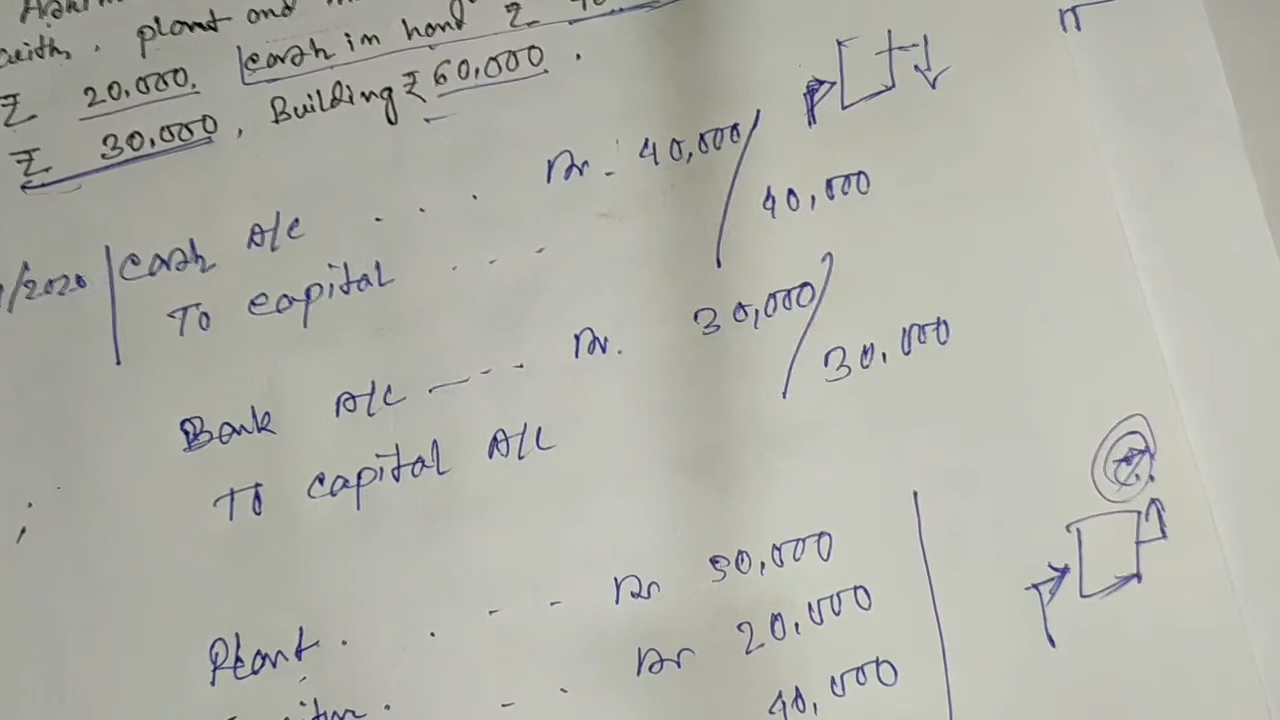 with, plant and
₹ 20,000, cash in hand ₹
₹ 30,000, Building ₹ 60,000.
/2020 Cash A/c . . . Dr. 40,000
To capital . . . 40,000
Bank A/c ---- Dr. 30,000
To capital A/c 30,000
Plant . . . - - Dr 50,000
Dr 20,000
40,000